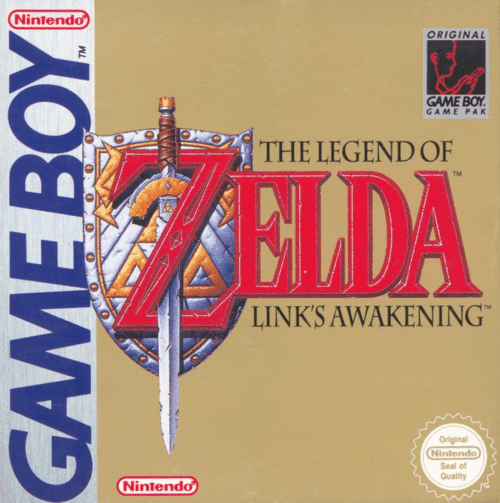 Nintendo®
GAME BOY™
ORIGINAL
GAME BOY.
GAME PAK
THE LEGEND OF
ZELDA™
LINK'S AWAKENING™
Nintendo®
Original
Nintendo
Seal of
Quality